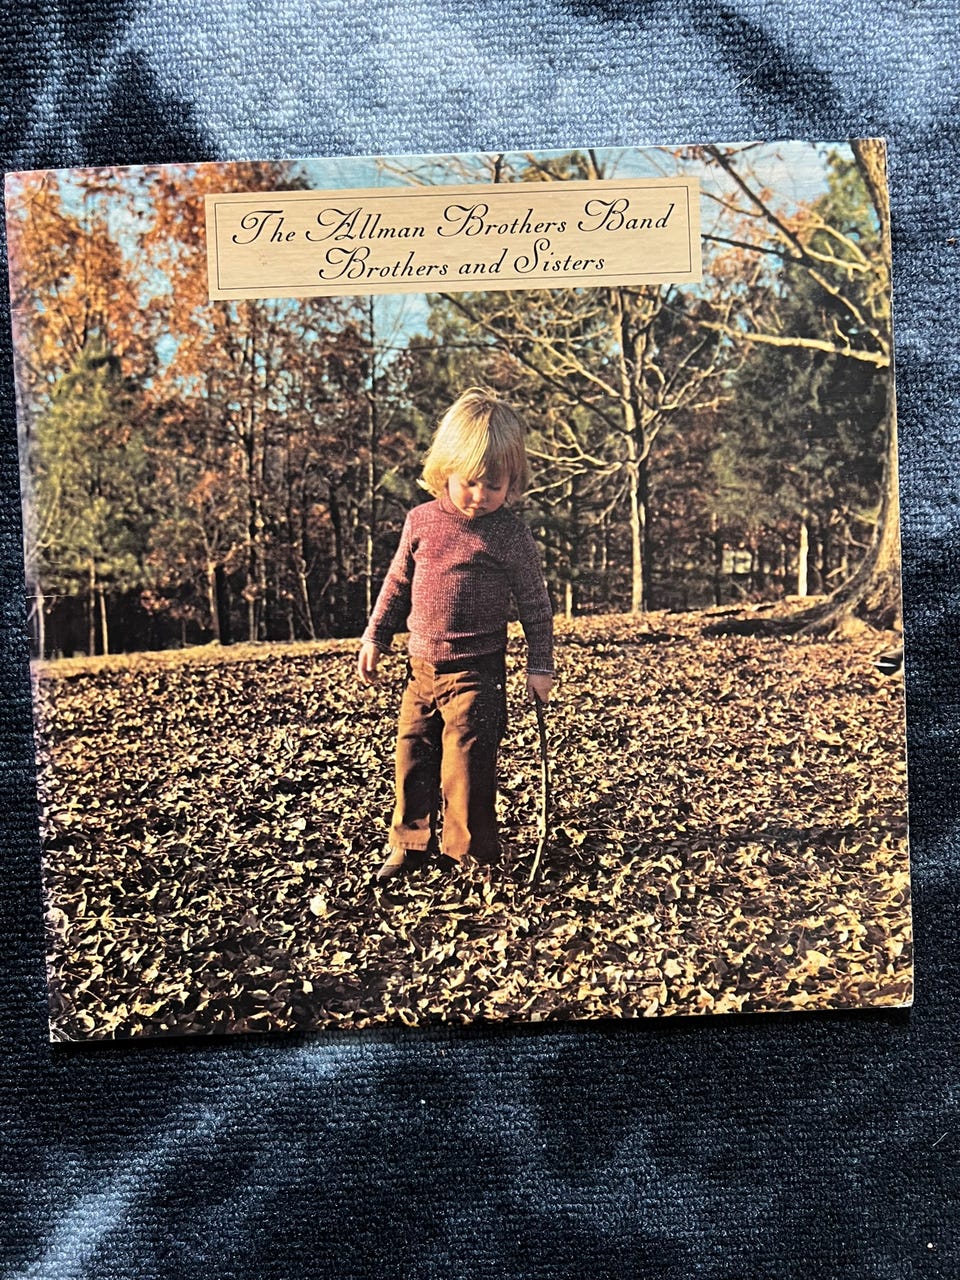 The Allman Brothers Band
Brothers and Sisters